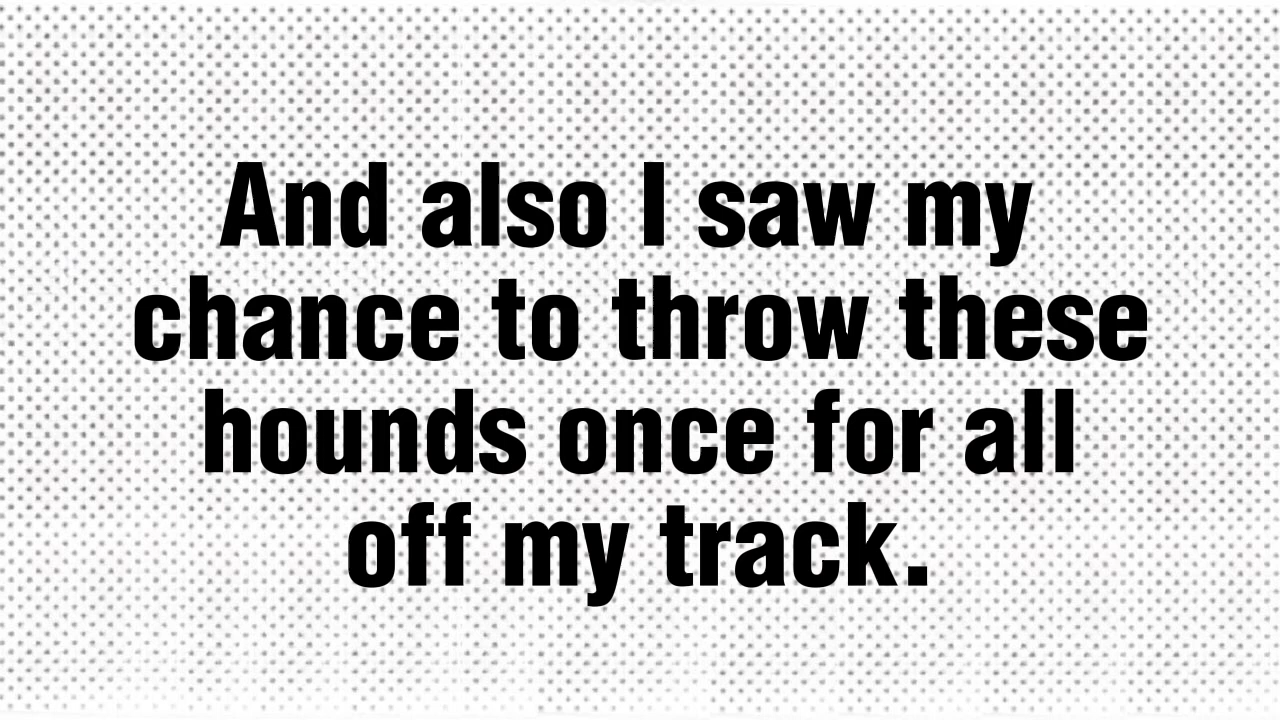 And also I saw my
chance to throw these
hounds once for all
off my track.